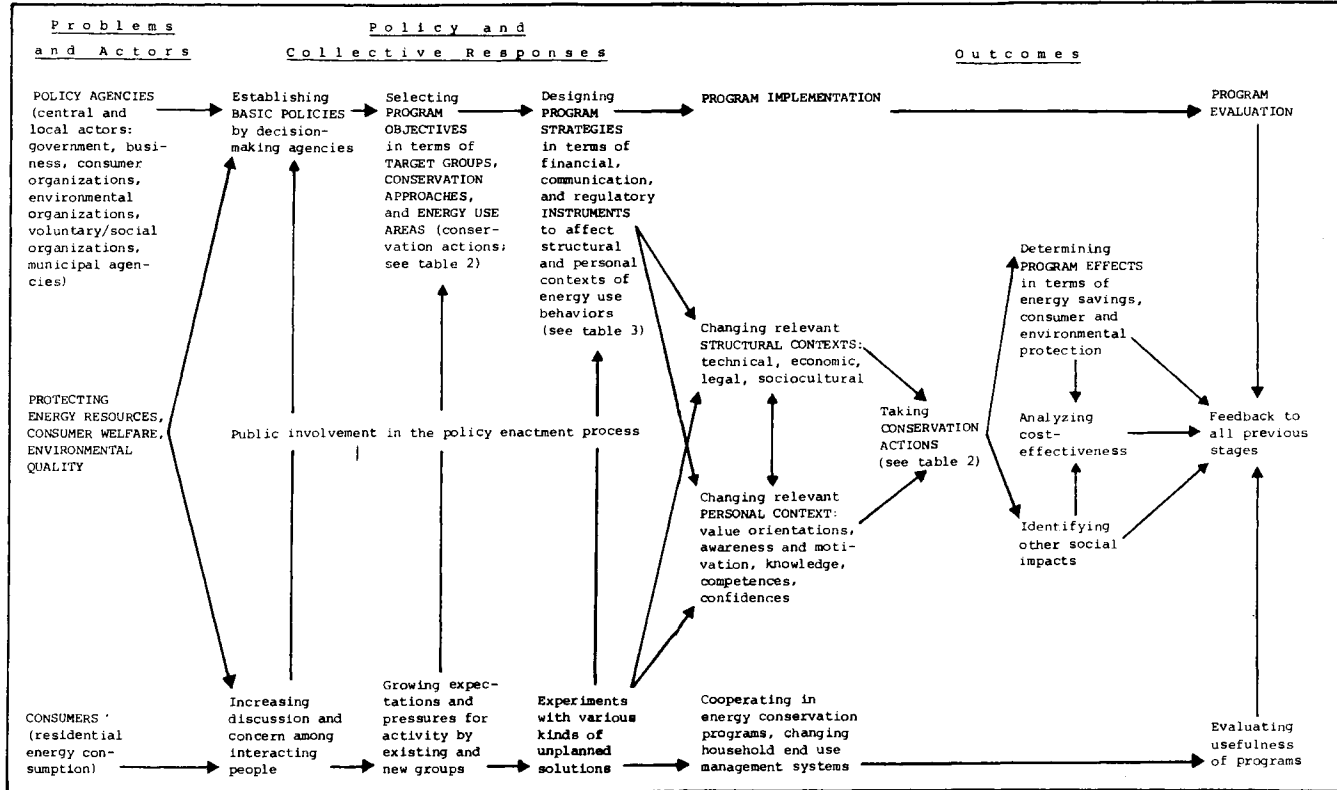 Problems
and Actors
Policy and
Collective Responses
Outcomes
POLICY AGENCIES
(central and
local actors:
government, busi-
ness, consumer
organizations,
environmental
organizations,
voluntary/social
organizations,
municipal agen-
cies)
Establishing
BASIC POLICIES
by decision-
making agencies
Selecting
PROGRAM
OBJECTIVES
in terms of
TARGET GROUPS,
CONSERVATION
APPROACHES,
and ENERGY USE
AREAS (conser-
vation actions;
see table 2)
Designing
PROGRAM
STRATEGIES
in terms of
financial,
communication,
and regulatory
INSTRUMENTS
to affect
structural
and personal
contexts of
energy use
behaviors
(see table 3)
PROGRAM IMPLEMENTATION
PROGRAM
EVALUATION
PROTECTING
ENERGY RESOURCES,
CONSUMER WELFARE,
ENVIRONMENTAL
QUALITY
Public involvement in the policy enactment process
Changing relevant
STRUCTURAL CONTEXTS:
technical, economic,
legal, sociocultural
Changing relevant
PERSONAL CONTEXT:
value orientations,
awareness and moti-
vation, knowledge,
competences,
confidences
Taking
CONSERVATION
ACTIONS
(see table 2)
Determining
PROGRAM EFFECTS
in terms of
energy savings,
consumer and
environmental
protection
Analyzing
cost-
effectiveness
Identifying
other social
impacts
Feedback to
all previous
stages
CONSUMERS'
(residential
energy con-
sumption)
Increasing
discussion and
concern among
interacting
people
Growing expec-
tations and
pressures for
activity by
existing and
new groups
Experiments
with various
kinds of
unplanned
solutions
Cooperating in
energy conservation
programs, changing
household end use
management systems
Evaluating
usefulness
of programs